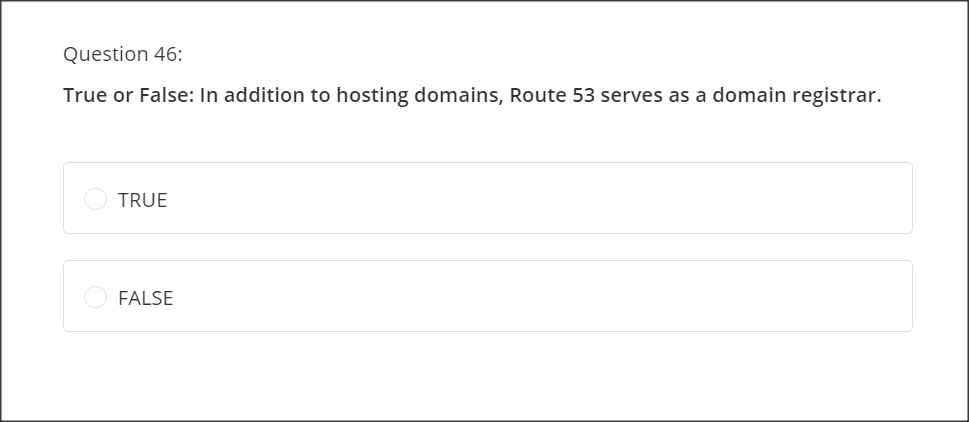 Question 46:
True or False: In addition to hosting domains, Route 53 serves as a domain registrar.
TRUE
FALSE